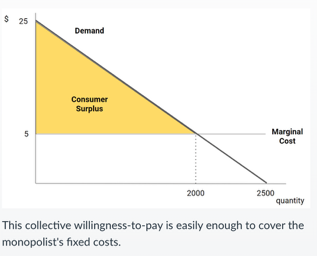 $ 25
Demand
Consumer
Surplus
5
Marginal
Cost
2000
2500
quantity
This collective willingness-to-pay is easily enough to cover the
monopolist's fixed costs.